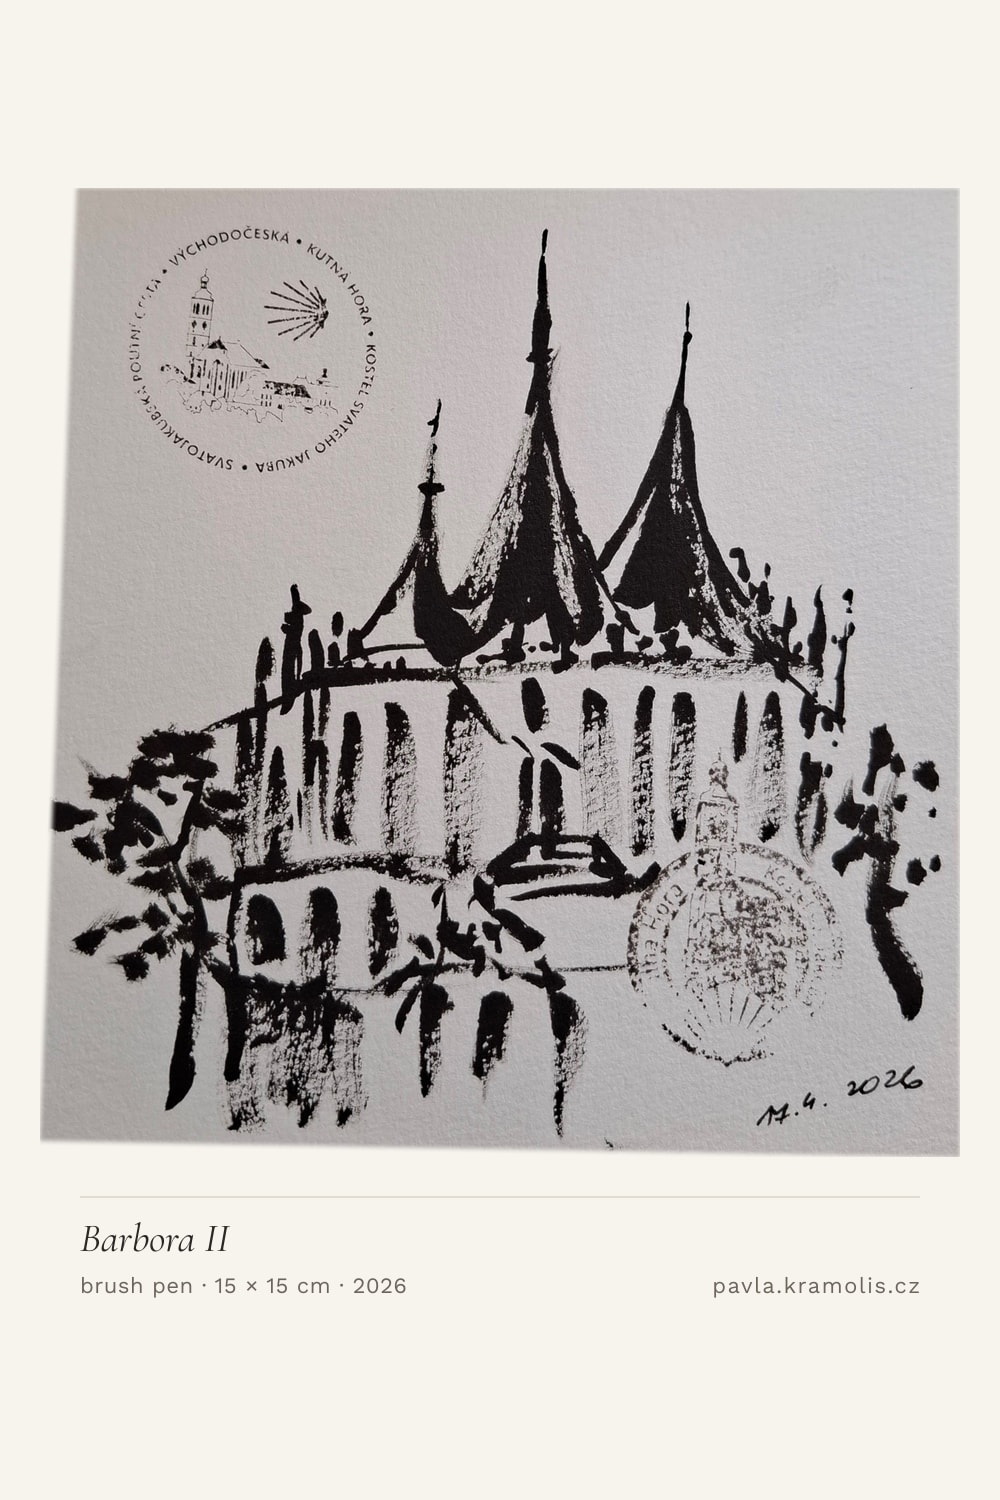 • VÝCHODOČESKÁ • KUTNÁ HORA • KOSTEL SVATÉHO JAKUBA • SVATOJAKUBSKÁ POUTNÍ CESTA
Hora
17. 4. 2026
Barbora II
brush pen · 15 × 15 cm · 2026
pavla.kramolis.cz